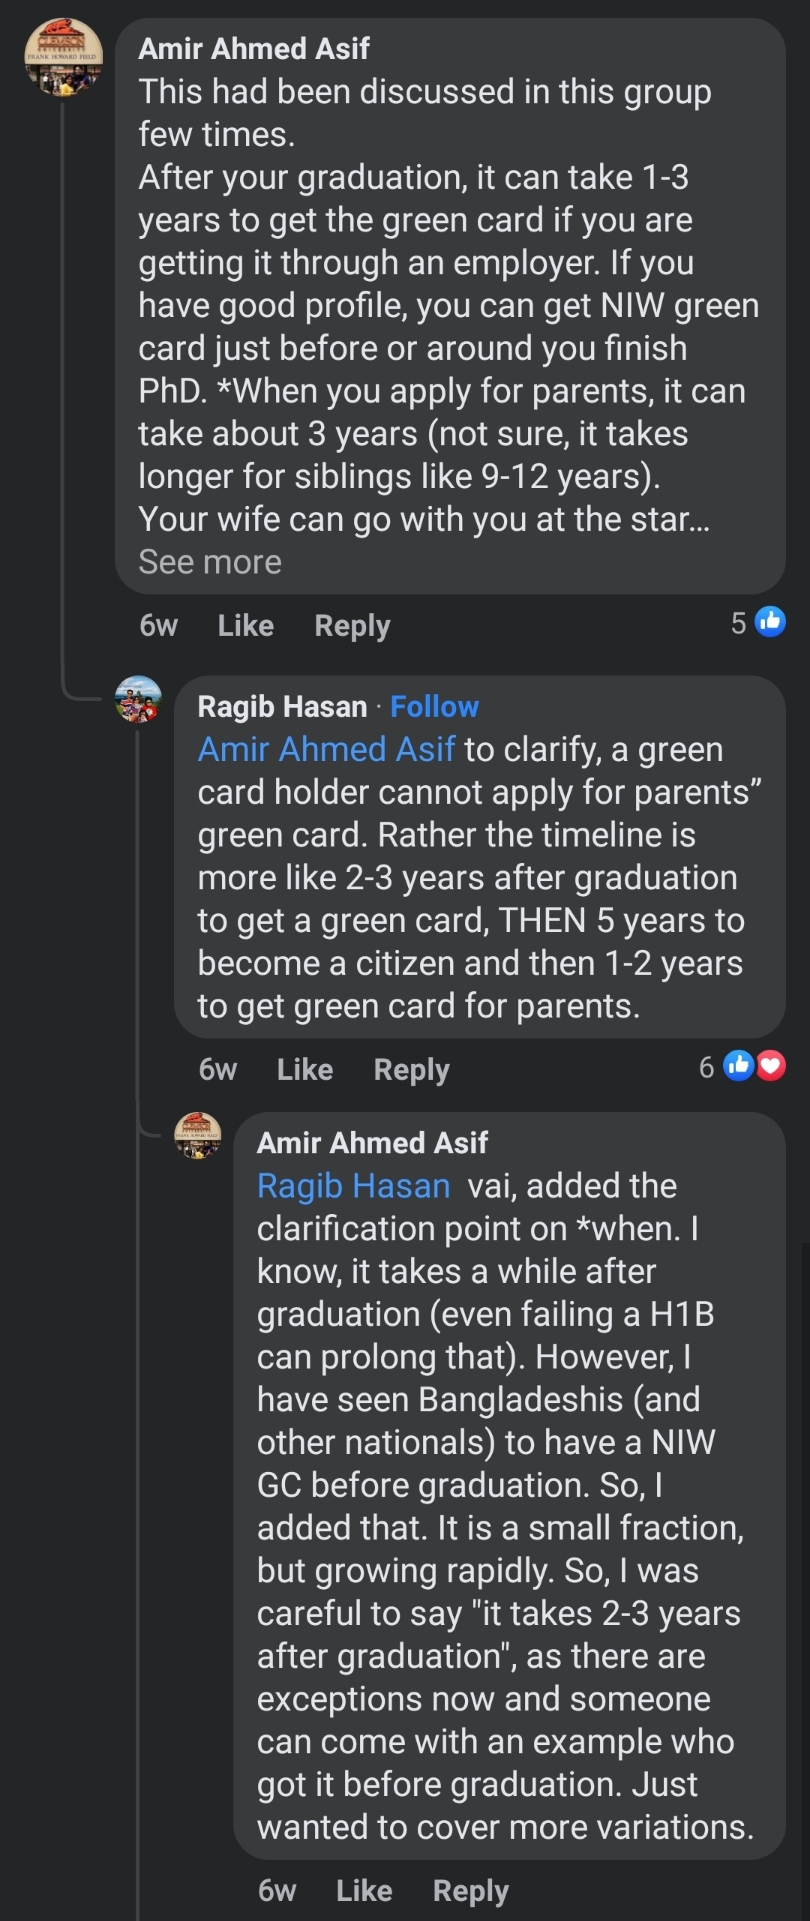 Amir Ahmed Asif
This had been discussed in this group
few times.
After your graduation, it can take 1-3
years to get the green card if you are
getting it through an employer. If you
have good profile, you can get NIW green
card just before or around you finish
PhD. *When you apply for parents, it can
take about 3 years (not sure, it takes
longer for siblings like 9-12 years).
Your wife can go with you at the star...
See more
6w Like Reply 5
Ragib Hasan · Follow
Amir Ahmed Asif to clarify, a green
card holder cannot apply for parents”
green card. Rather the timeline is
more like 2-3 years after graduation
to get a green card, THEN 5 years to
become a citizen and then 1-2 years
to get green card for parents.
6w Like Reply 6
Amir Ahmed Asif
Ragib Hasan vai, added the
clarification point on *when. I
know, it takes a while after
graduation (even failing a H1B
can prolong that). However, I
have seen Bangladeshis (and
other nationals) to have a NIW
GC before graduation. So, I
added that. It is a small fraction,
but growing rapidly. So, I was
careful to say "it takes 2-3 years
after graduation", as there are
exceptions now and someone
can come with an example who
got it before graduation. Just
wanted to cover more variations.
6w Like Reply